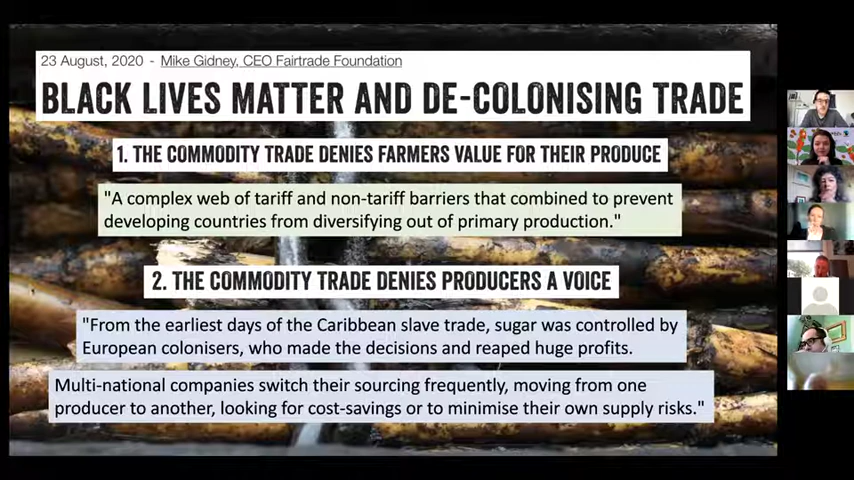 23 August, 2020 - Mike Gidney, CEO Fairtrade Foundation
BLACK LIVES MATTER AND DE-COLONISING TRADE
1. THE COMMODITY TRADE DENIES FARMERS VALUE FOR THEIR PRODUCE
"A complex web of tariff and non-tariff barriers that combined to prevent
developing countries from diversifying out of primary production."
2. THE COMMODITY TRADE DENIES PRODUCERS A VOICE
"From the earliest days of the Caribbean slave trade, sugar was controlled by
European colonisers, who made the decisions and reaped huge profits.
Multi-national companies switch their sourcing frequently, moving from one
producer to another, looking for cost-savings or to minimise their own supply risks."